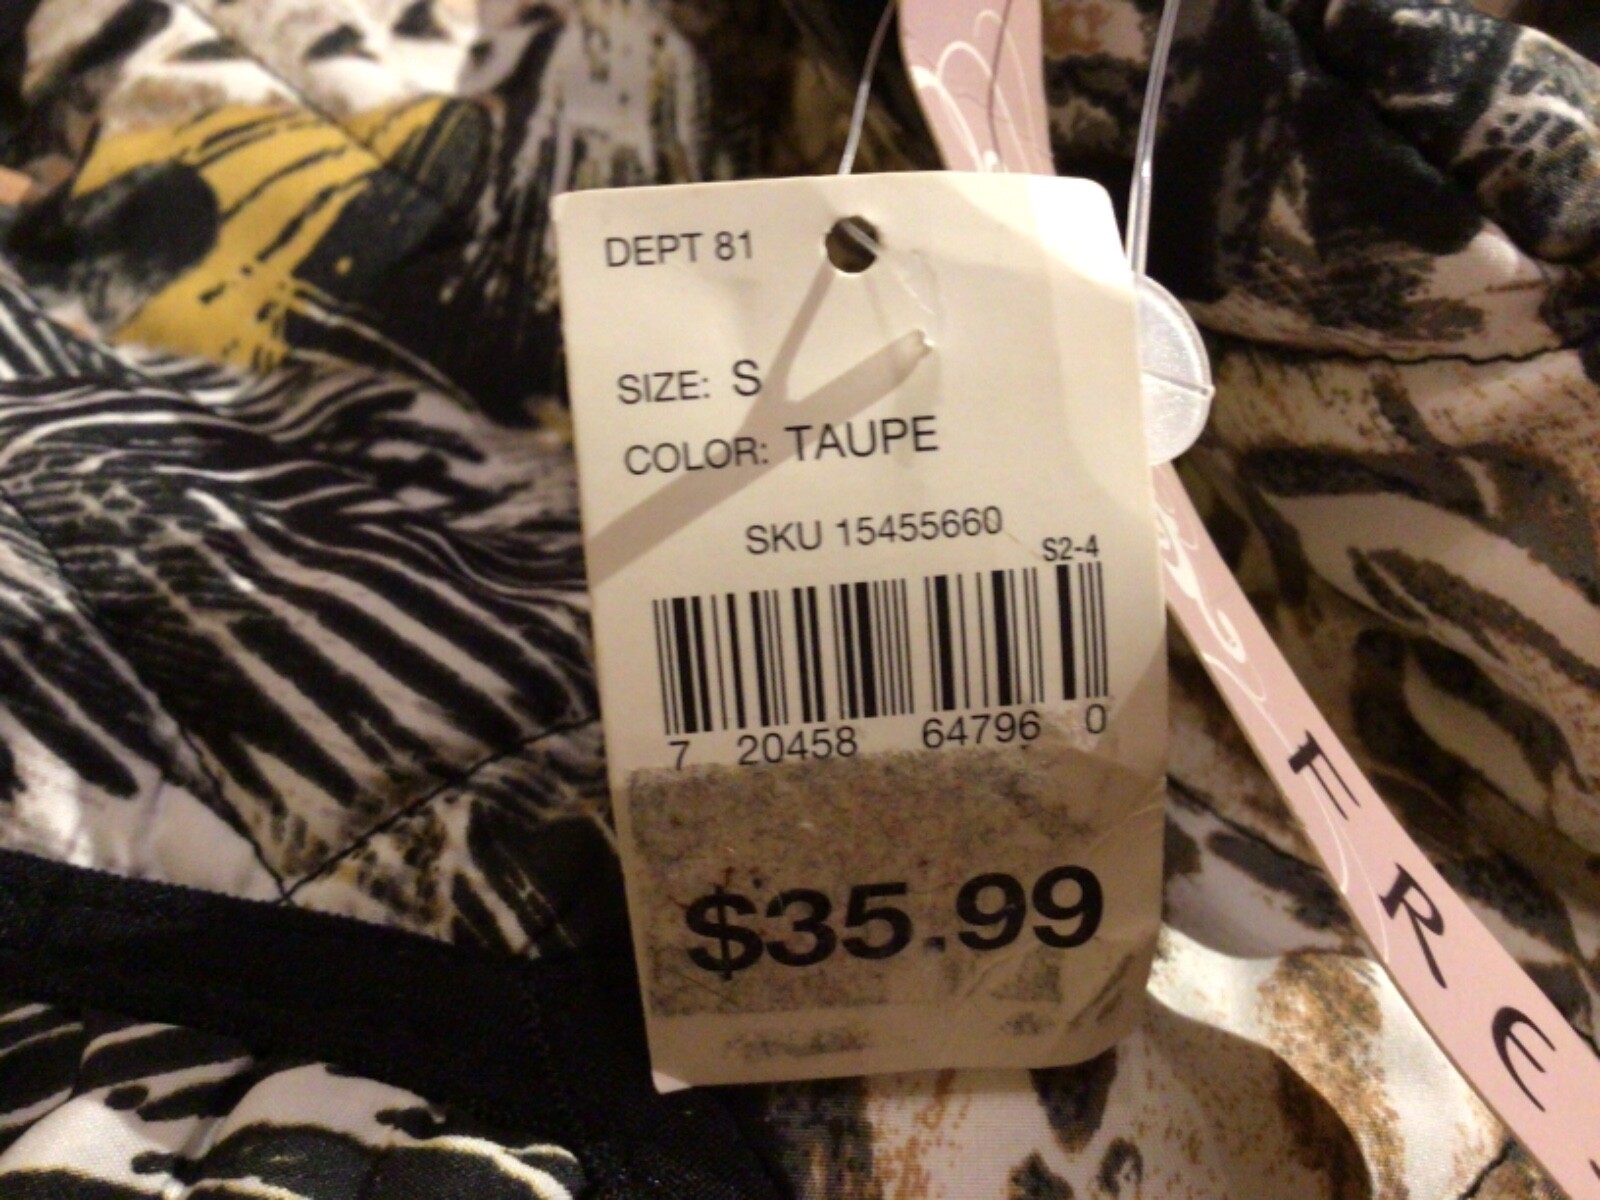 DEPT 81
SIZE: S
COLOR: TAUPE
SKU 15455660
S2-4
7 20458 64796 0
$35.99
FRE